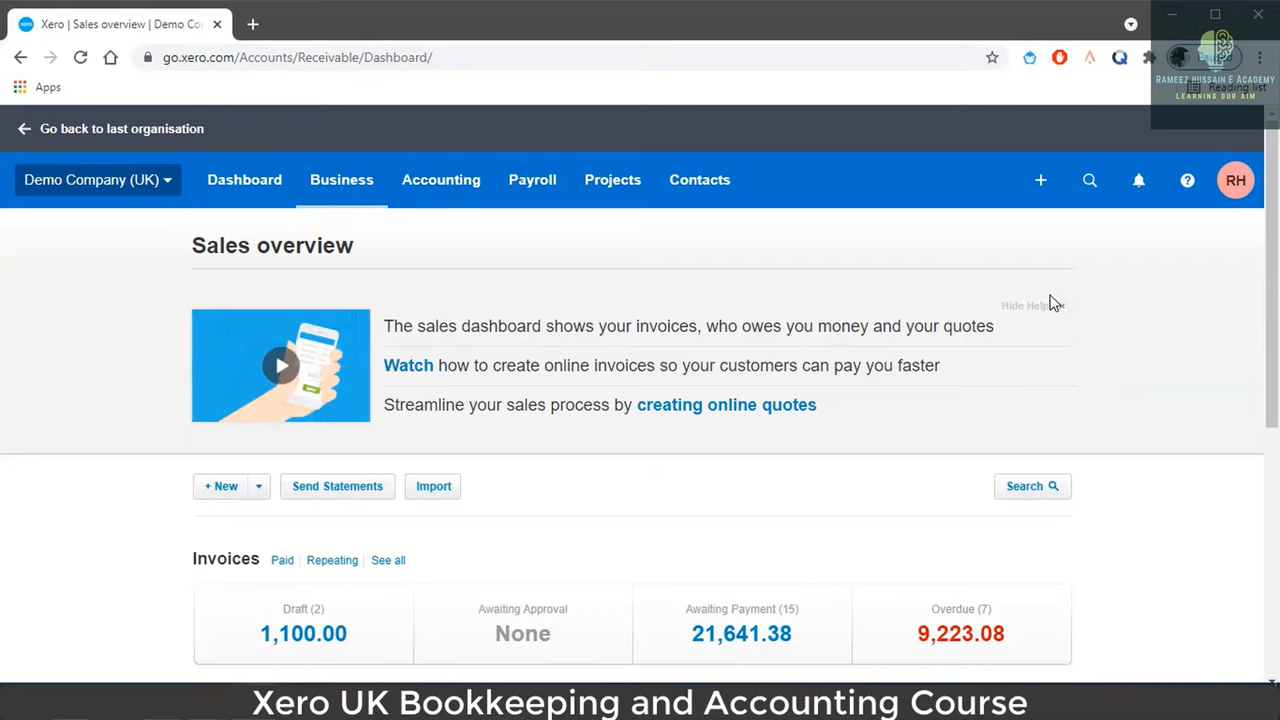 Xero | Sales overview | Demo Co
go.xero.com/Accounts/Receivable/Dashboard/
Apps
Reading list
RAMEEZ HUSSAIN E ACADEMY
LEARNING OUR AIM
Go back to last organisation
Demo Company (UK)
Dashboard
Business
Accounting
Payroll
Projects
Contacts
RH
Sales overview
Hide Help
The sales dashboard shows your invoices, who owes you money and your quotes
Watch how to create online invoices so your customers can pay you faster
Streamline your sales process by creating online quotes
+ New
Send Statements
Import
Search
Invoices Paid Repeating See all
Draft (2)
1,100.00
Awaiting Approval
None
Awaiting Payment (15)
21,641.38
Overdue (7)
9,223.08
Xero UK Bookkeeping and Accounting Course